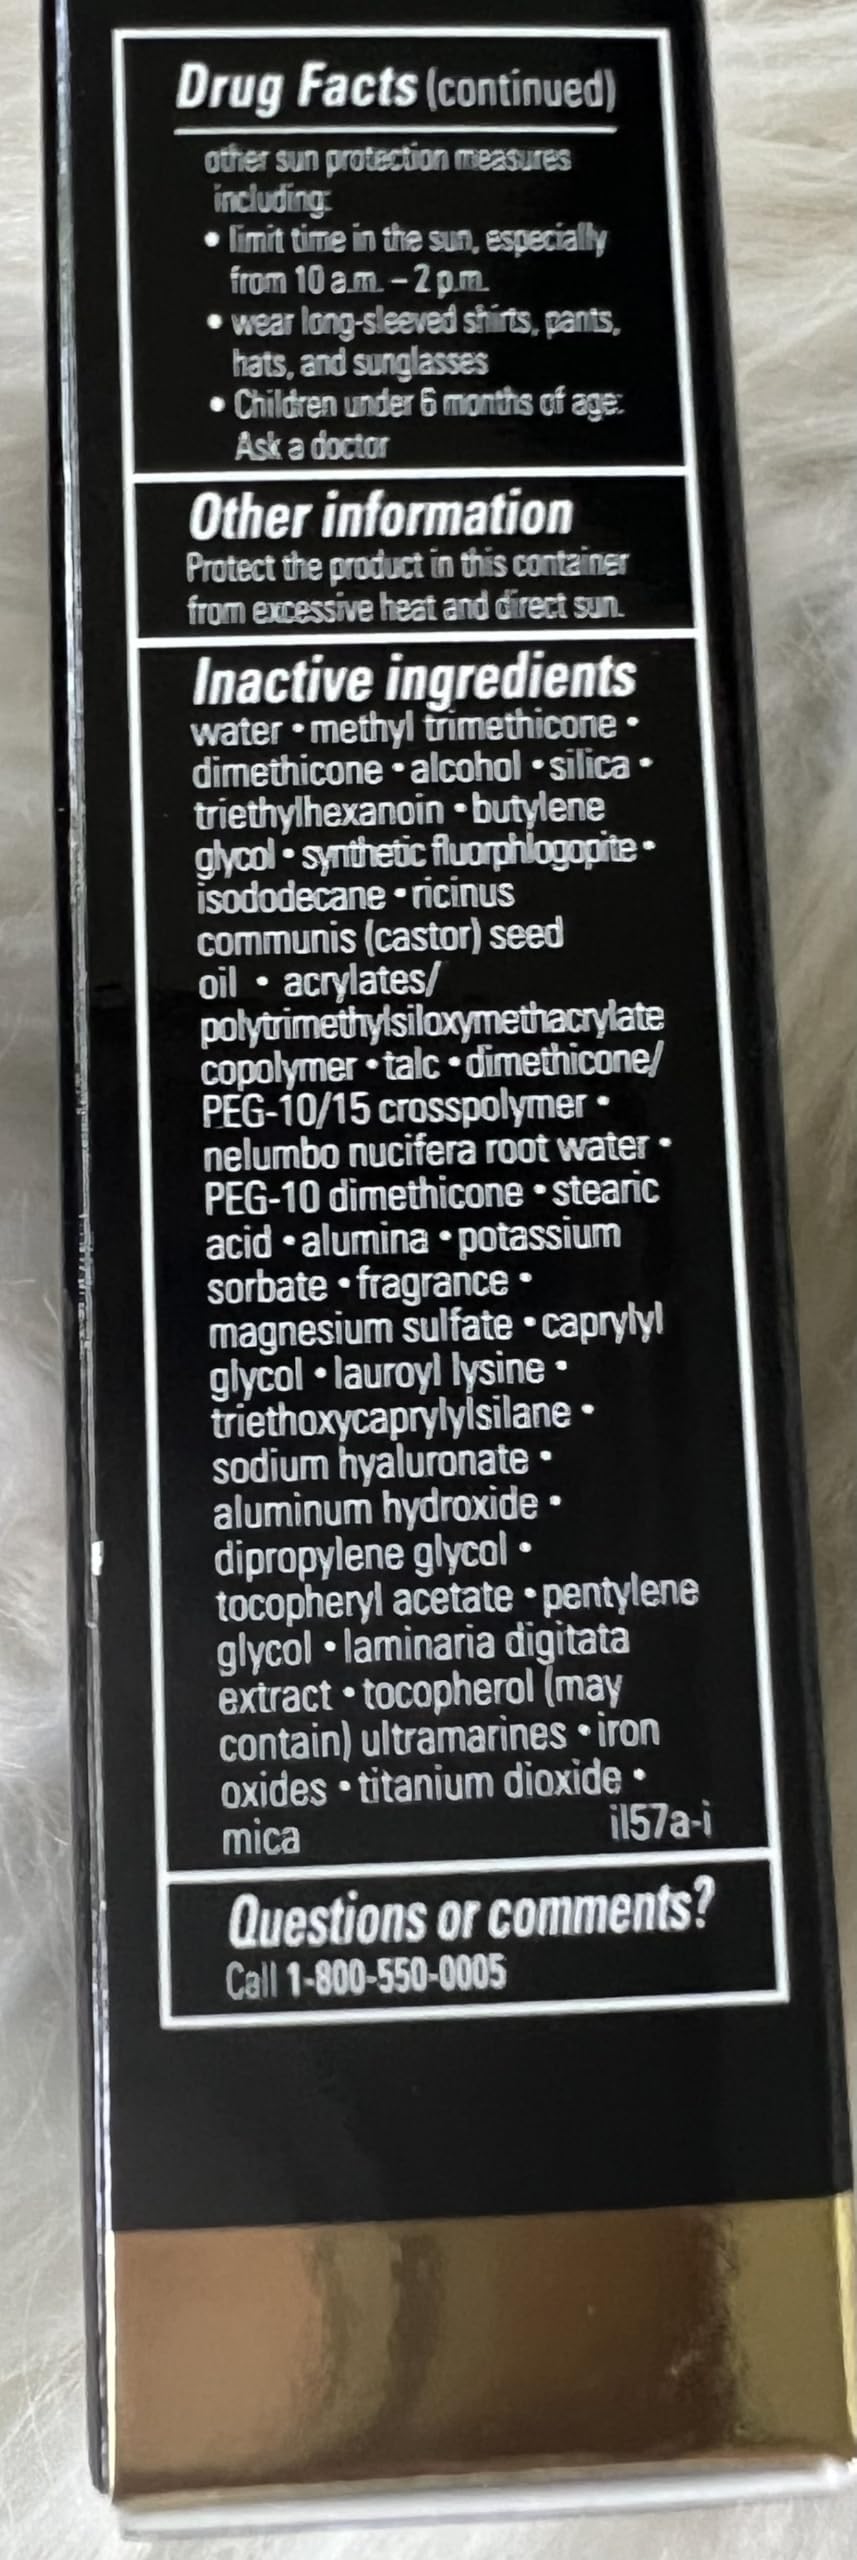 Drug Facts (continued)
other sun protection measures
including:
• limit time in the sun, especially
from 10 a.m. – 2 p.m.
• wear long-sleeved shirts, pants,
hats, and sunglasses
• Children under 6 months of age:
Ask a doctor
Other information
Protect the product in this container
from excessive heat and direct sun.
Inactive ingredients
water • methyl trimethicone •
dimethicone • alcohol • silica •
triethylhexanoin • butylene
glycol • synthetic fluorphlogopite •
isododecane • ricinus
communis (castor) seed
oil • acrylates/
polytrimethylsiloxymethacrylate
copolymer • talc • dimethicone/
PEG-10/15 crosspolymer •
nelumbo nucifera root water •
PEG-10 dimethicone • stearic
acid • alumina • potassium
sorbate • fragrance •
magnesium sulfate • caprylyl
glycol • lauroyl lysine •
triethoxycaprylylsilane •
sodium hyaluronate •
aluminum hydroxide •
dipropylene glycol •
tocopheryl acetate • pentylene
glycol • laminaria digitata
extract • tocopherol (may
contain) ultramarines • iron
oxides • titanium dioxide •
mica il57a-i
Questions or comments?
Call 1-800-550-0005